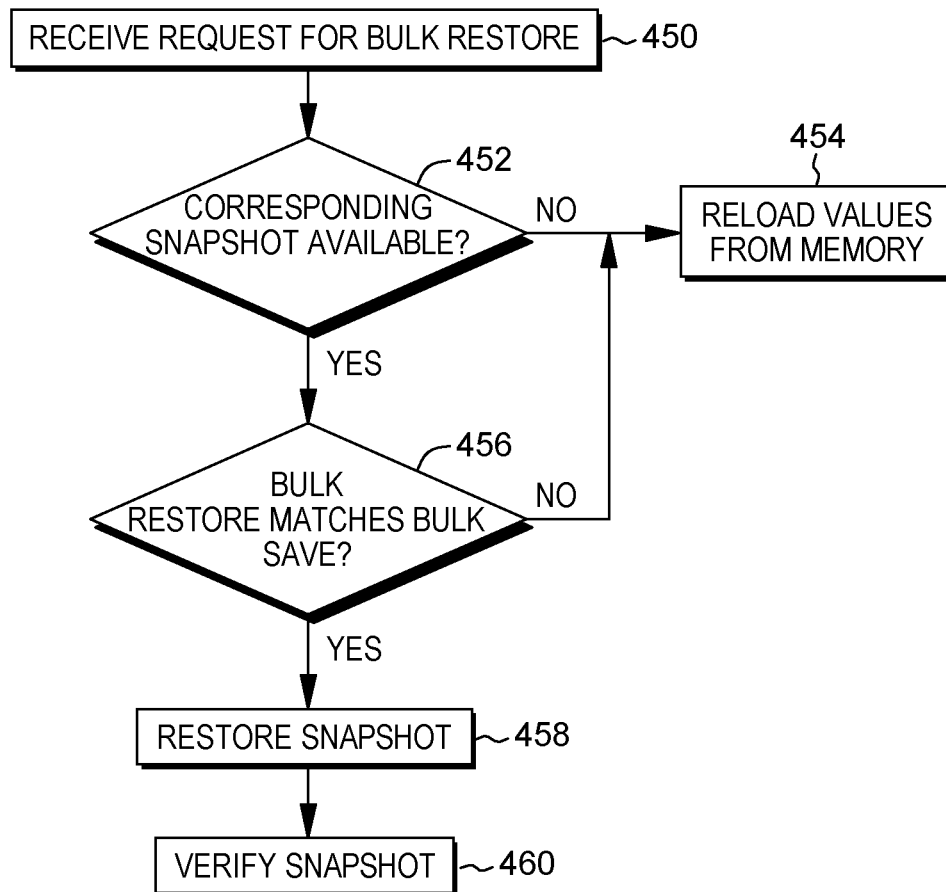 RECEIVE REQUEST FOR BULK RESTORE 450
452
CORRESPONDING
SNAPSHOT AVAILABLE?
NO
454
RELOAD VALUES
FROM MEMORY
YES
456
BULK
RESTORE MATCHES BULK
SAVE?
NO
YES
RESTORE SNAPSHOT 458
VERIFY SNAPSHOT 460